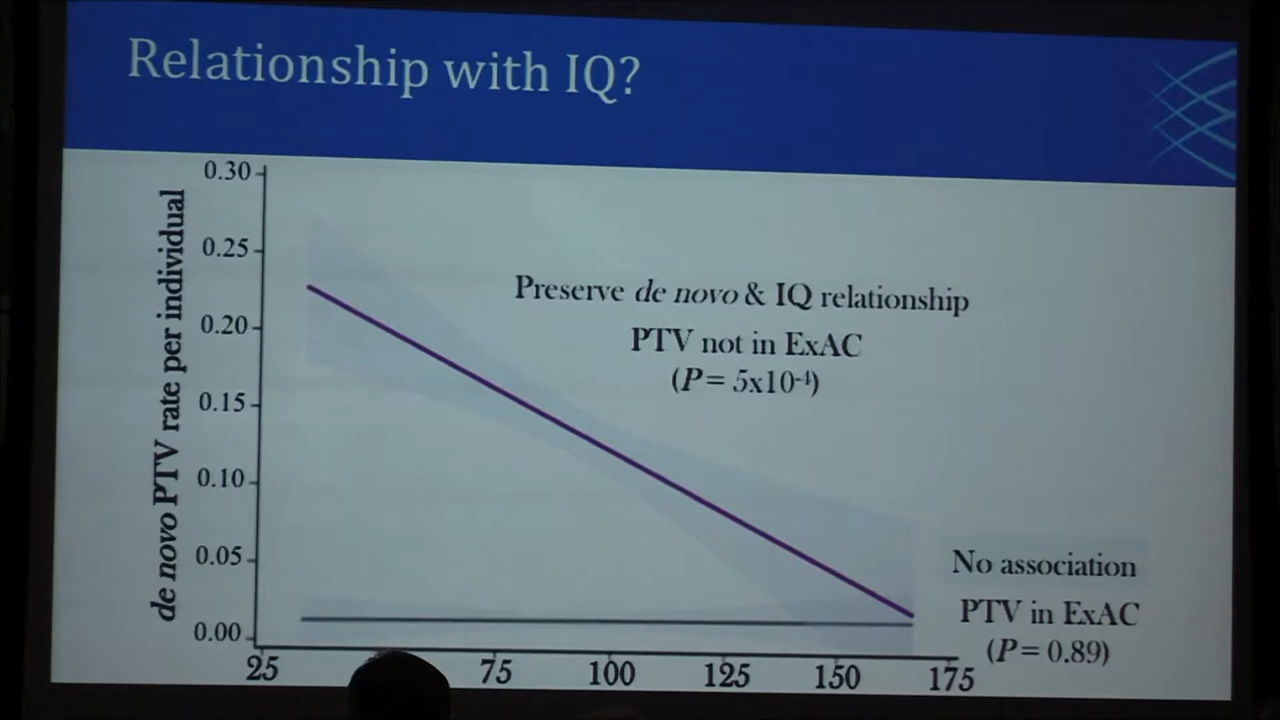 Relationship with IQ?
de novo PTV rate per individual
0.30
0.25
0.20
0.15
0.10
0.05
0.00
Preserve de novo & IQ relationship
PTV not in ExAC
(P= 5x10⁻⁴)
No association
PTV in ExAC
(P= 0.89)
25
75
100
125
150
175